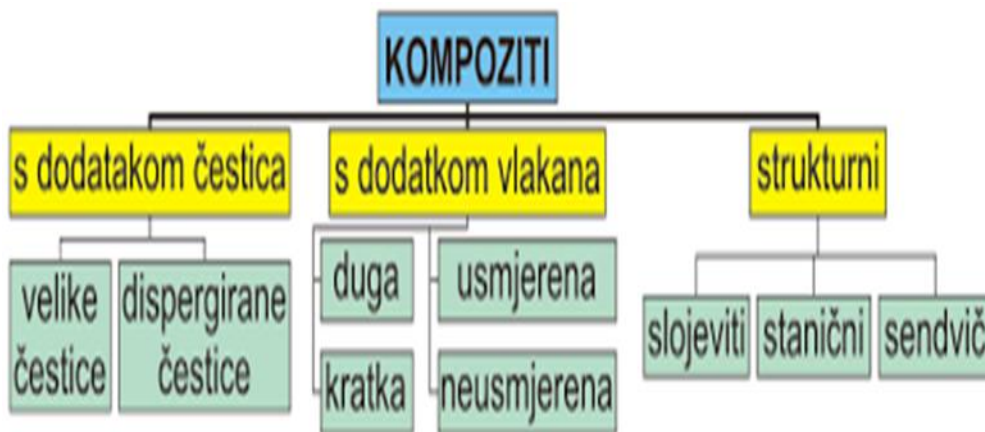 KOMPOZITI
s dodatakom čestica
s dodatkom vlakana
strukturni
velike
čestice
dispergirane
čestice
duga
usmjerena
kratka
neusmjerena
slojeviti
stanični
sendvič